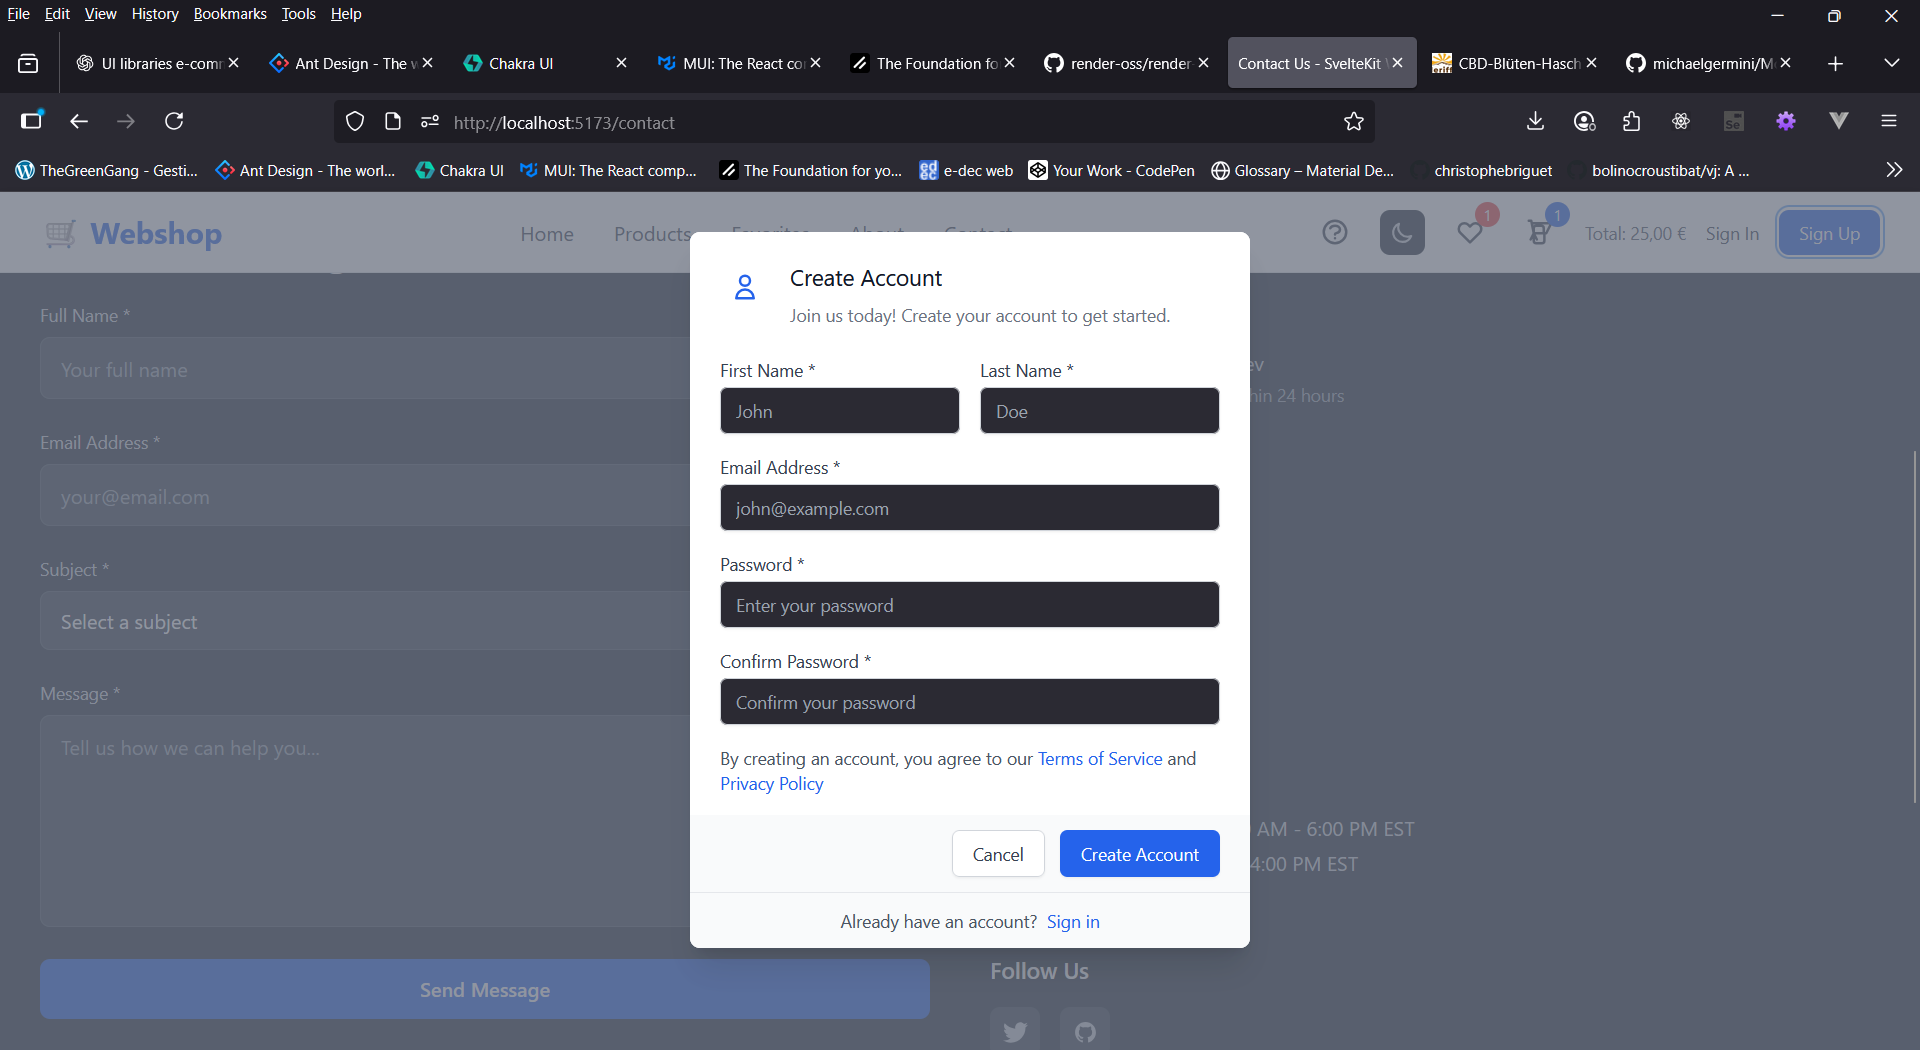 File Edit View History Bookmarks Tools Help
UI libraries e-comr
Ant Design - The w
Chakra UI
MUI: The React co
The Foundation fo
render-oss/render
Contact Us - SvelteKit
CBD-Blüten-Hasch
michaelgermini/M
http://localhost:5173/contact
TheGreenGang - Gesti...
Ant Design - The worl...
Chakra UI
MUI: The React comp...
The Foundation for yo...
e-dec web
Your Work - CodePen
Glossary – Material De...
christophebriguet
bolinocroustibat/vj: A ...
Webshop
Home Products Favorites About Contact
1
1
Total: 25,00 €
Sign In
Sign Up
Create Account
Join us today! Create your account to get started.
First Name *
Last Name *
John
Doe
Email Address *
john@example.com
Password *
Enter your password
Confirm Password *
Confirm your password
By creating an account, you agree to our Terms of Service and
Privacy Policy
Cancel
Create Account
Already have an account? Sign in
Full Name *
Your full name
Email Address *
your@email.com
Subject *
Select a subject
Message *
Tell us how we can help you...
Send Message
ev
hin 24 hours
AM - 6:00 PM EST
4:00 PM EST
Follow Us